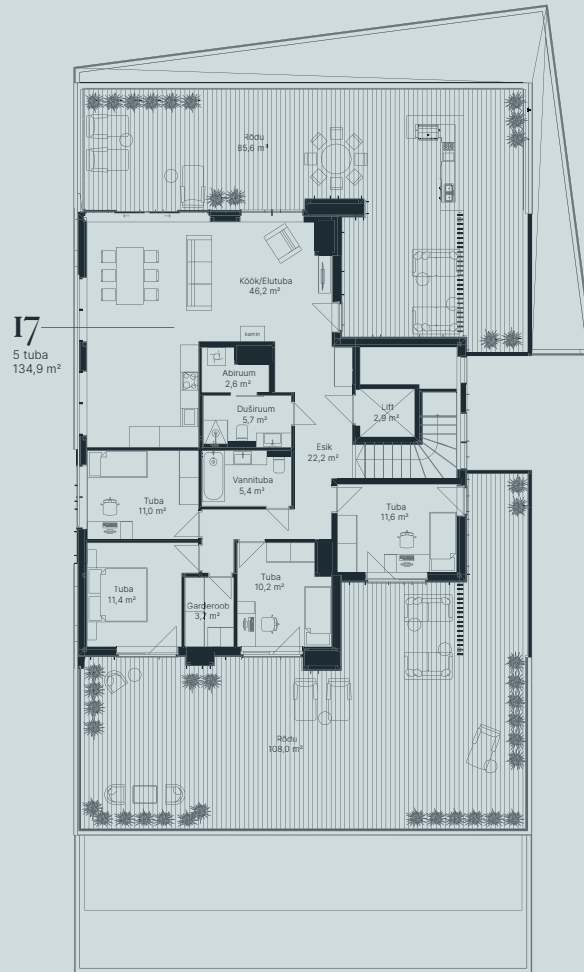 Rõdu
85,6 m²
Köök/Elutuba
46,2 m²
17
5 tuba
134,9 m²
kamin
Abiruum
2,6 m²
Duširuum
5,7 m²
Lift
2,9 m²
Esik
22,2 m²
Vannituba
5,4 m²
Tuba
11,0 m²
Tuba
11,6 m²
Tuba
10,2 m²
Tuba
11,4 m²
Garderoob
3,7 m²
Rõdu
108,0 m²